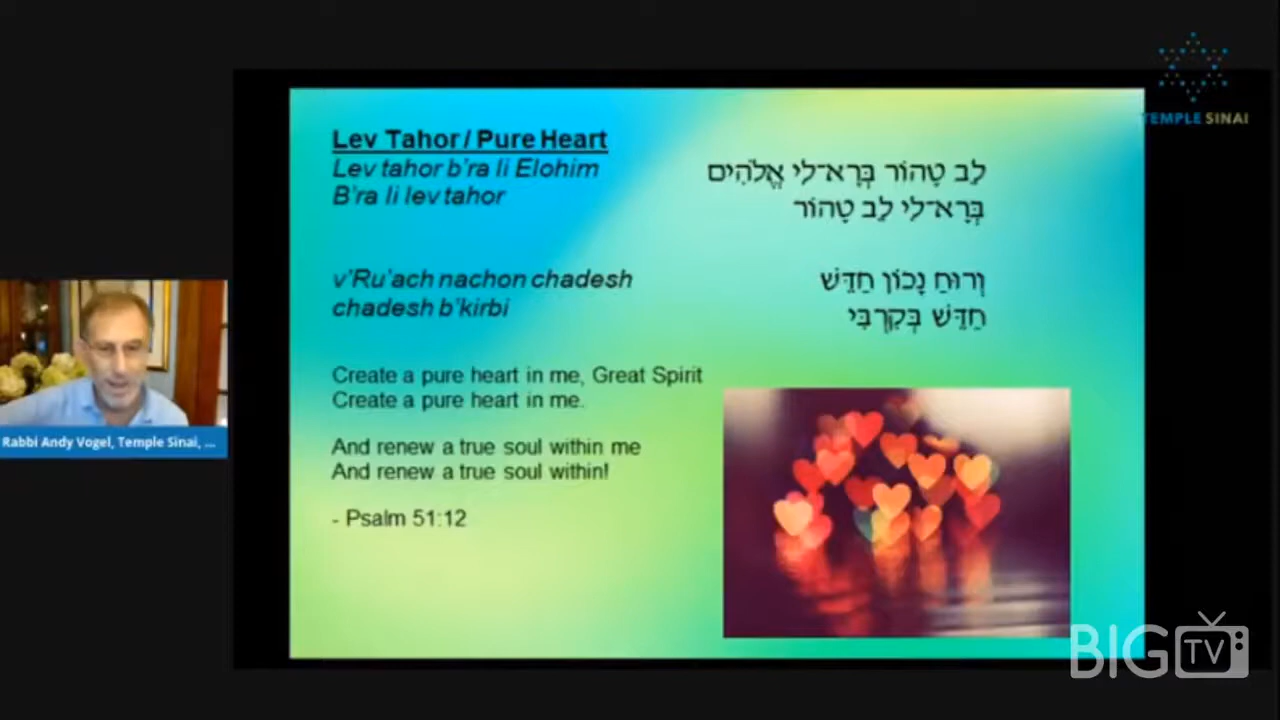 TEMPLE SINAI
Lev Tahor / Pure Heart
Lev tahor b'ra li Elohim
B'ra li lev tahor
לֵב טָהוֹר בְּרָא־לִי אֱלֹהִים
בְּרָא־לִי לֵב טָהוֹר
v'Ru'ach nachon chadesh
chadesh b'kirbi
וְרוּחַ נָכוֹן חַדֵּשׁ
חַדֵּשׁ בְּקִרְבִּי
Create a pure heart in me, Great Spirit
Create a pure heart in me.
And renew a true soul within me
And renew a true soul within!
- Psalm 51:12
Rabbi Andy Vogel, Temple Sinai, ...
BIG TV